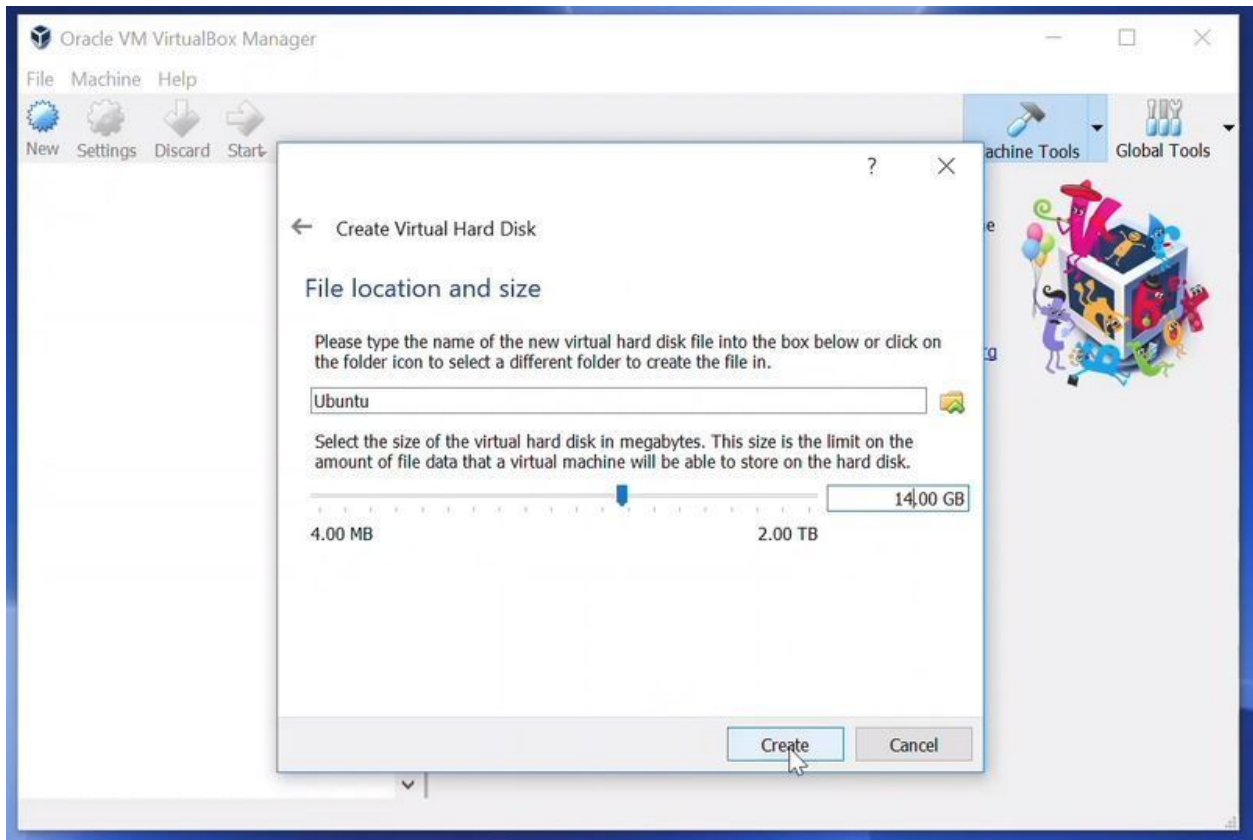 Oracle VM VirtualBox Manager
File Machine Help
New Settings Discard Start
achine Tools
Global Tools
?
Create Virtual Hard Disk
File location and size
Please type the name of the new virtual hard disk file into the box below or click on
the folder icon to select a different folder to create the file in.
Ubuntu
Select the size of the virtual hard disk in megabytes. This size is the limit on the
amount of file data that a virtual machine will be able to store on the hard disk.
14.00 GB
4.00 MB
2.00 TB
Create
Cancel